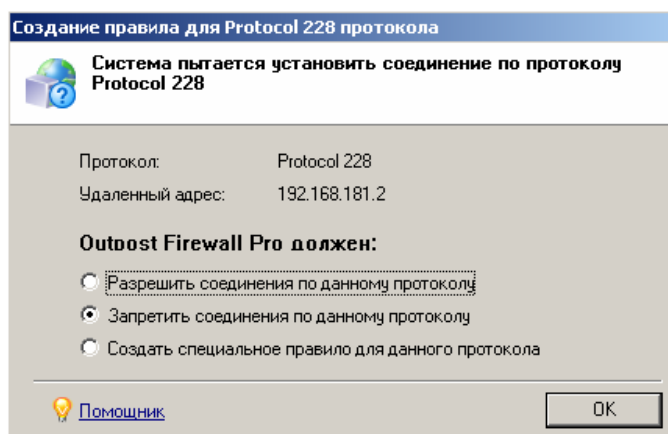 Создание правила для Protocol 228 протокола
Система пытается установить соединение по протоколу
Protocol 228
Протокол: Protocol 228
Удаленный адрес: 192.168.181.2
Outpost Firewall Pro должен:
Разрешить соединения по данному протоколу
Запретить соединения по данному протоколу
Создать специальное правило для данного протокола
Помощник OK